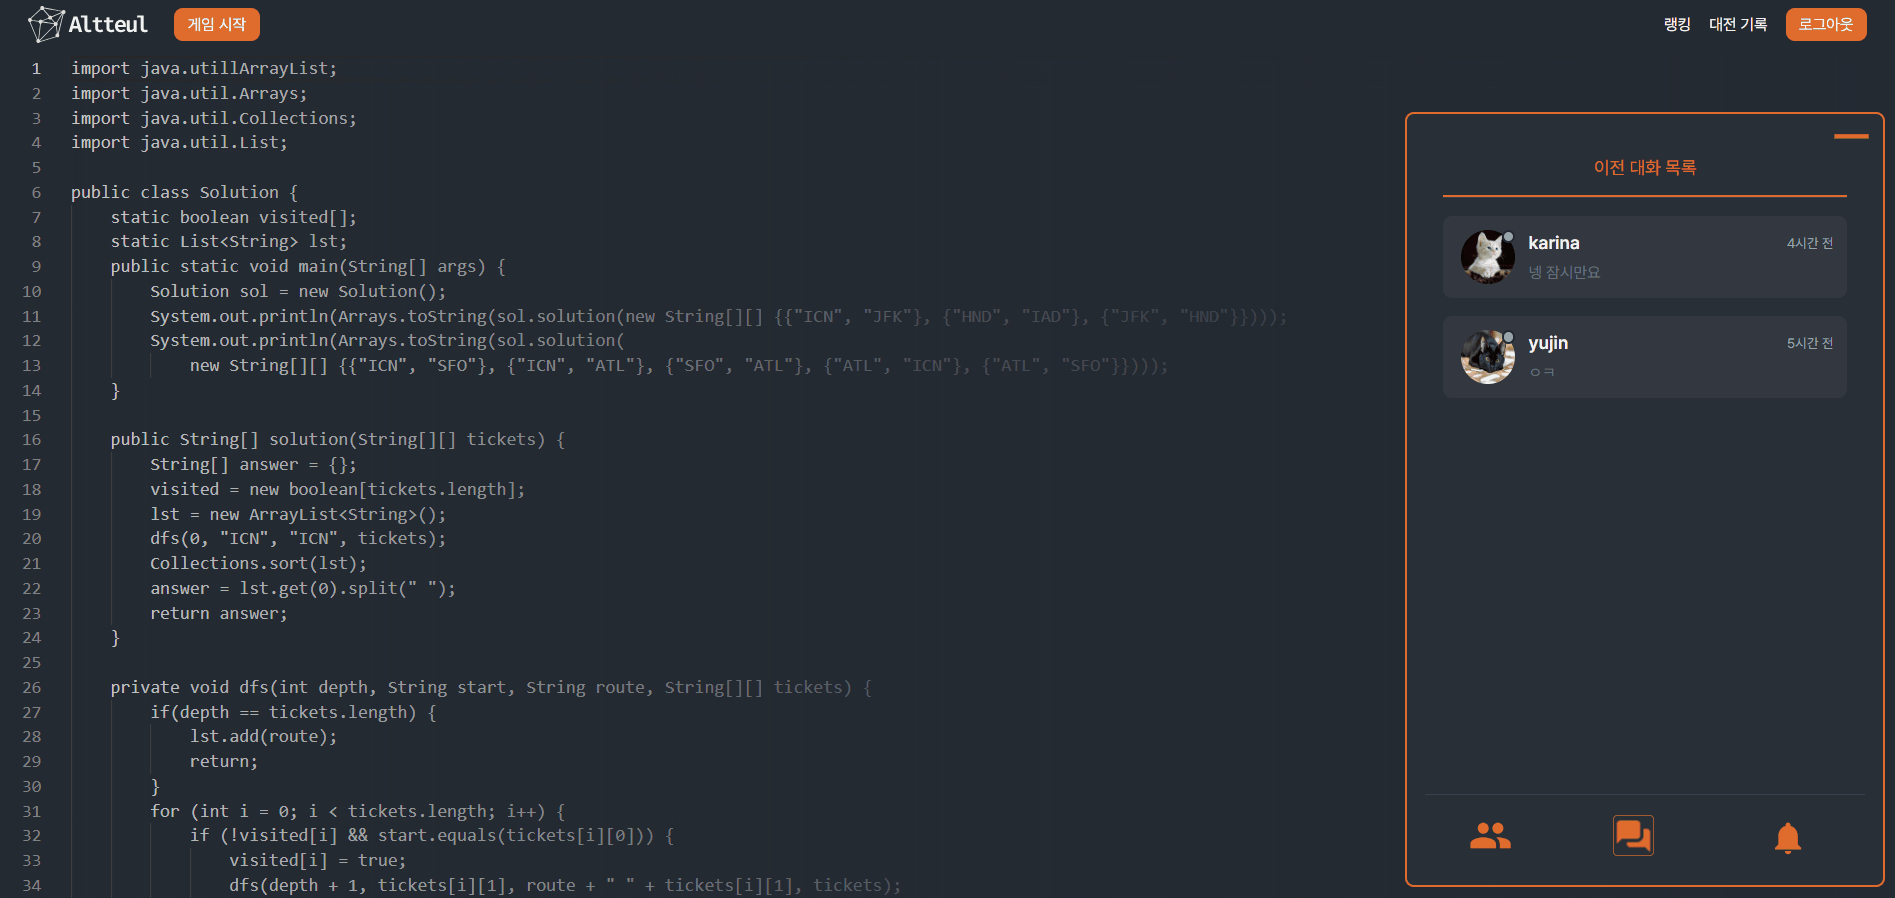 Altteul 게임 시작 랭킹 대전 기록 로그아웃
1 import java.utillArrayList;
2 import java.util.Arrays;
3 import java.util.Collections;
4 import java.util.List;
5
6 public class Solution {
7 static boolean visited[];
8 static List<String> lst;
9 public static void main(String[] args) {
10 Solution sol = new Solution();
11 System.out.println(Arrays.toString(sol.solution(new String[][] {{"ICN", "JFK"}, {"HND", "IAD"}, {"JFK", "HND"}})));
12 System.out.println(Arrays.toString(sol.solution(
13 new String[][] {{"ICN", "SFO"}, {"ICN", "ATL"}, {"SFO", "ATL"}, {"ATL", "ICN"}, {"ATL", "SFO"}})));
14 }
15
16 public String[] solution(String[][] tickets) {
17 String[] answer = {};
18 visited = new boolean[tickets.length];
19 lst = new ArrayList<String>();
20 dfs(0, "ICN", "ICN", tickets);
21 Collections.sort(lst);
22 answer = lst.get(0).split(" ");
23 return answer;
24 }
25
26 private void dfs(int depth, String start, String route, String[][] tickets) {
27 if(depth == tickets.length) {
28 lst.add(route);
29 return;
30 }
31 for (int i = 0; i < tickets.length; i++) {
32 if (!visited[i] && start.equals(tickets[i][0])) {
33 visited[i] = true;
34 dfs(depth + 1, tickets[i][1], route + " " + tickets[i][1], tickets);
이전 대화 목록
karina 4시간 전
넹 잠시만요
yujin 5시간 전
ㅇㅋ